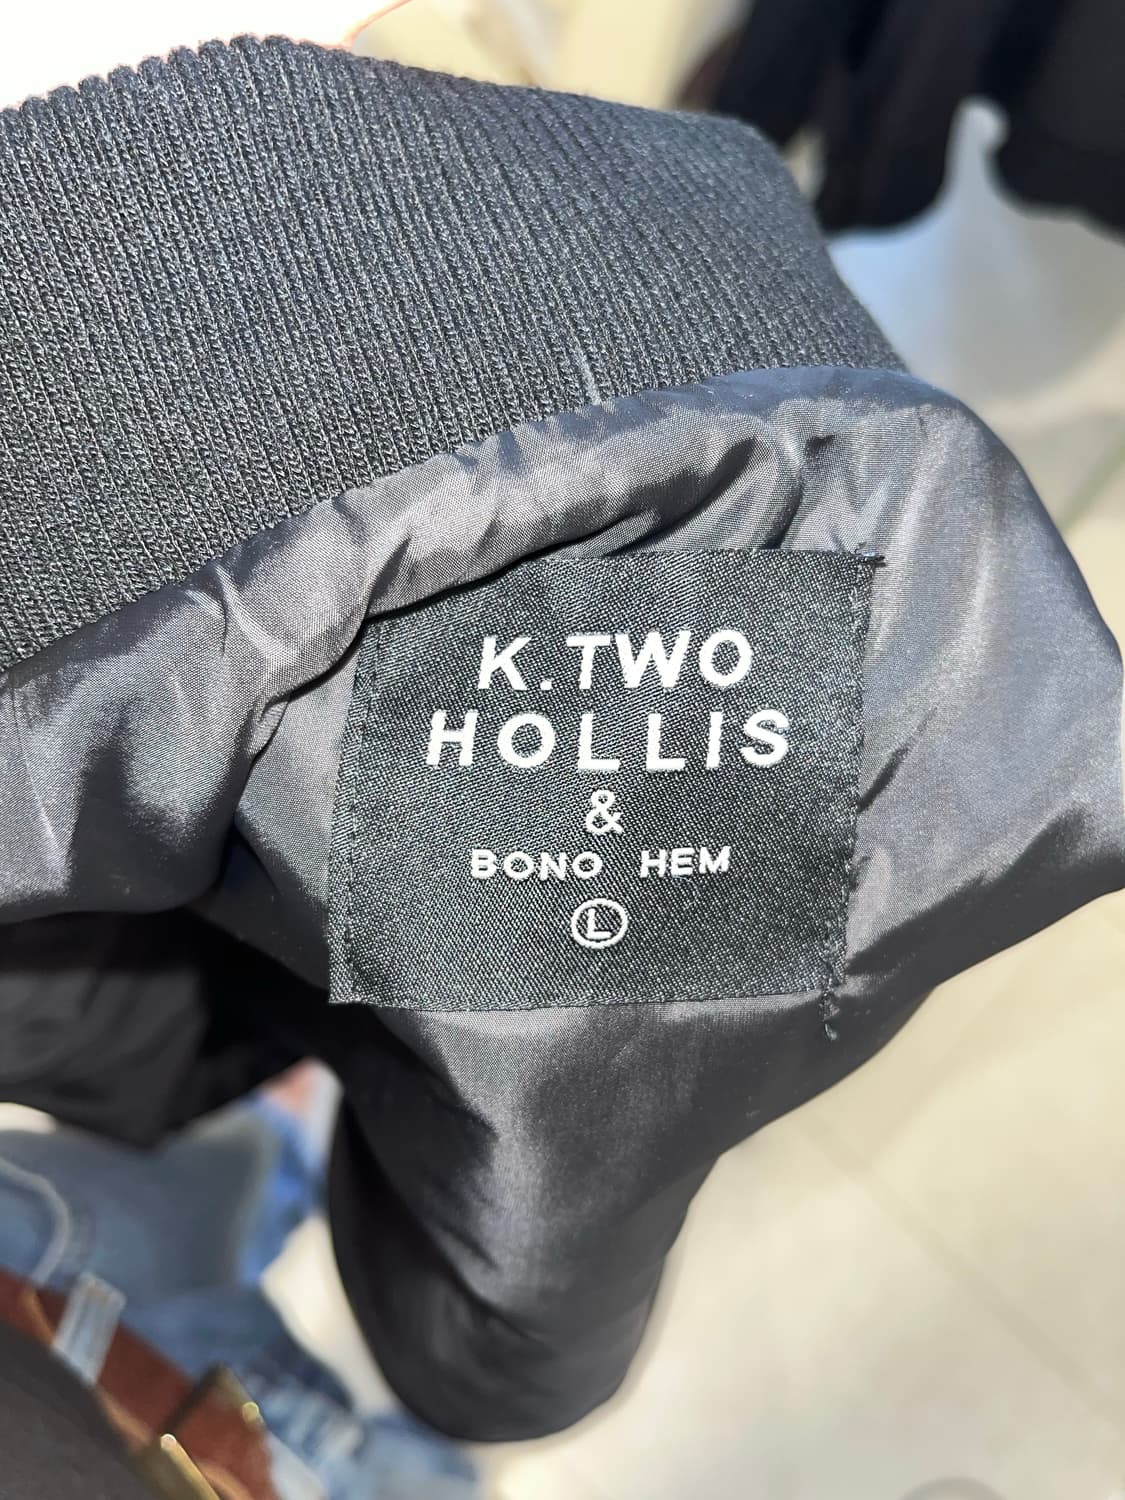 K.TWO
HOLLIS
&
BONO HEM
L